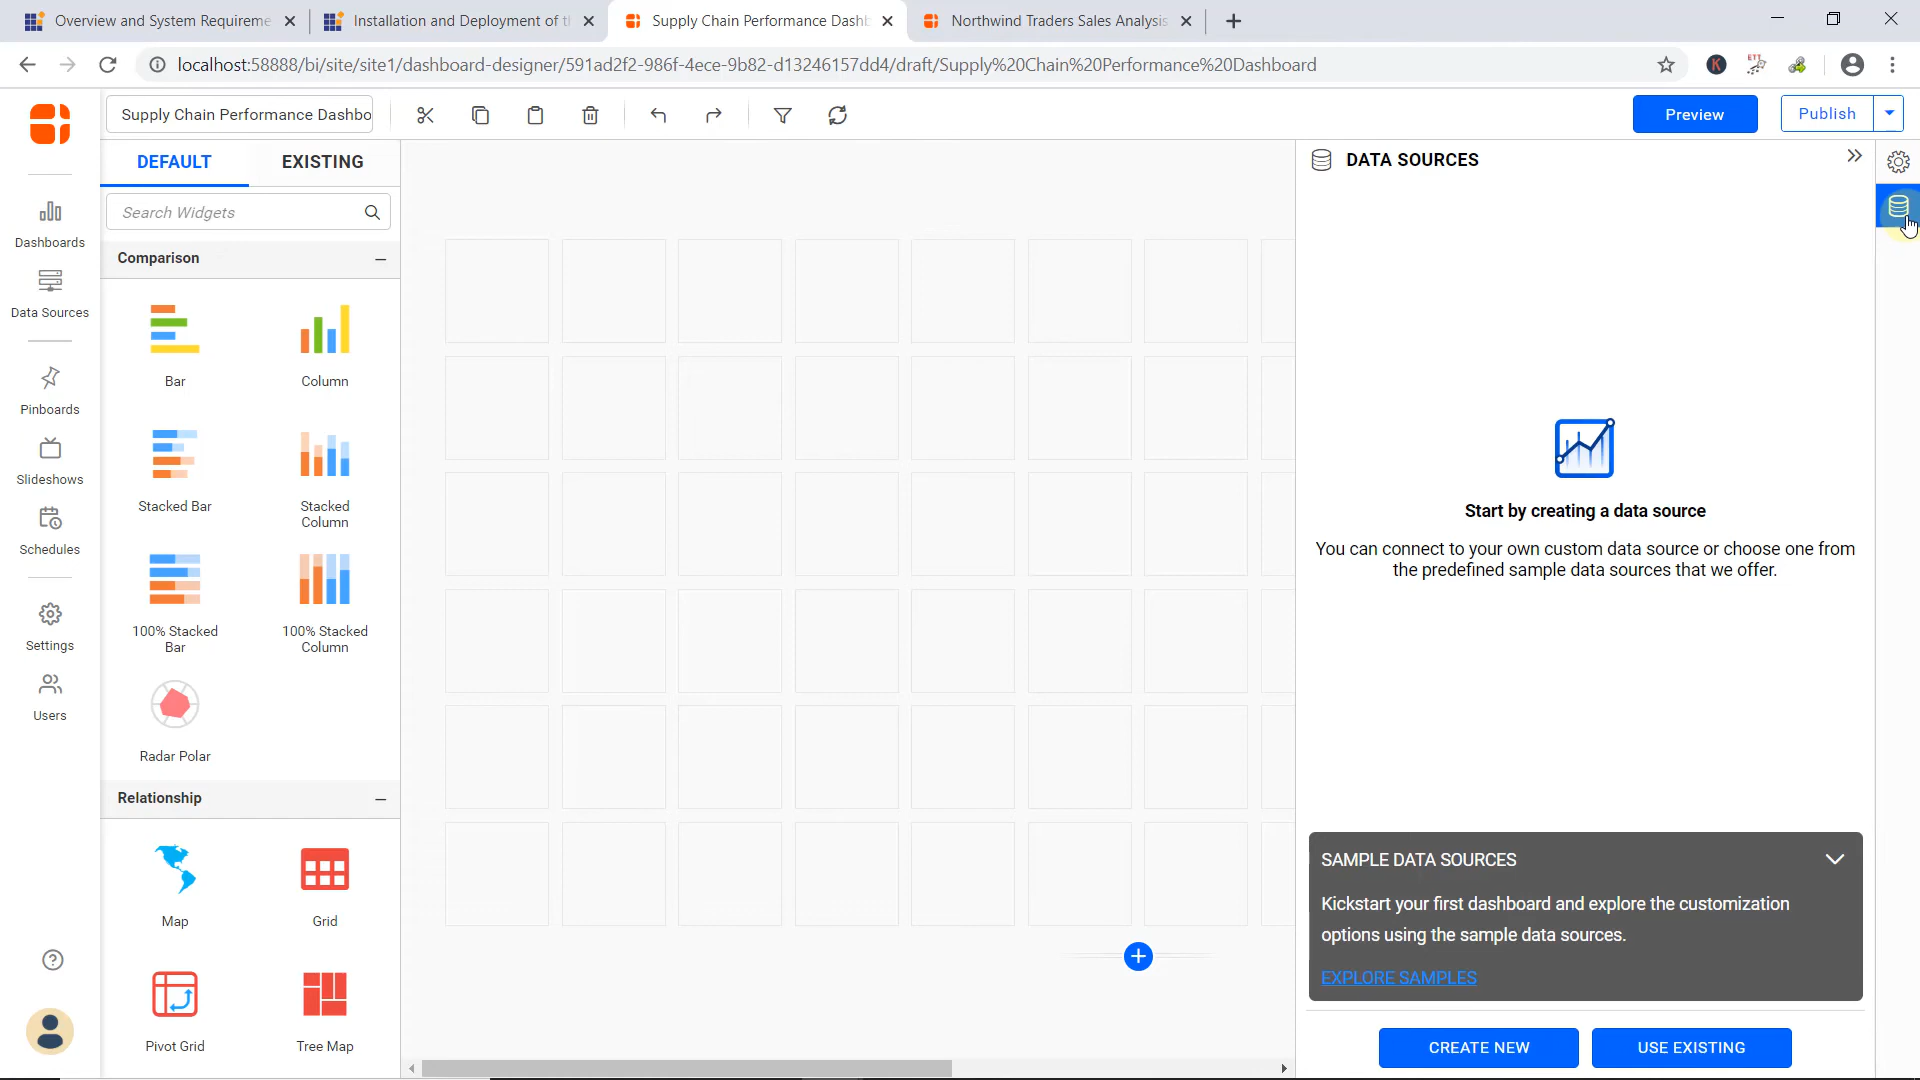 Overview and System Requireme
Installation and Deployment of t
Supply Chain Performance Dashb
Northwind Traders Sales Analysis
localhost:58888/bi/site/site1/dashboard-designer/591ad2f2-986f-4ece-9b82-d13246157dd4/draft/Supply%20Chain%20Performance%20Dashboard
K
ETT
Supply Chain Performance Dashbo
Preview
Publish
DEFAULT
EXISTING
Search Widgets
Dashboards
Data Sources
Pinboards
Slideshows
Schedules
Settings
Users
Comparison
Bar
Column
Stacked Bar
Stacked
Column
100% Stacked
Bar
100% Stacked
Column
Radar Polar
Relationship
Map
Grid
Pivot Grid
Tree Map
DATA SOURCES
Start by creating a data source
You can connect to your own custom data source or choose one from
the predefined sample data sources that we offer.
SAMPLE DATA SOURCES
Kickstart your first dashboard and explore the customization
options using the sample data sources.
EXPLORE SAMPLES
CREATE NEW
USE EXISTING